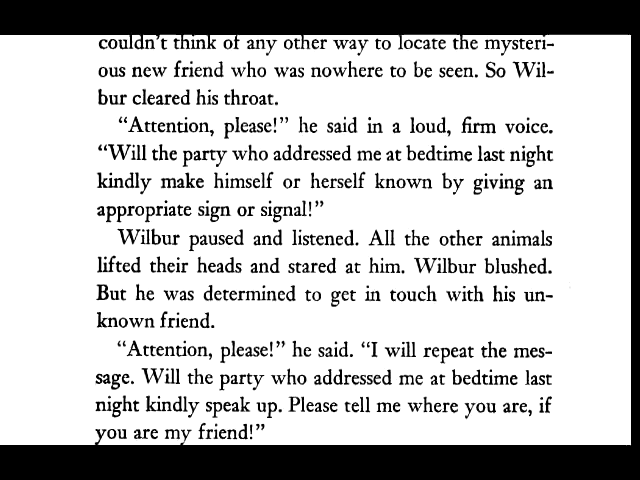 couldn't think of any other way to locate the mysteri-
ous new friend who was nowhere to be seen. So Wil-
bur cleared his throat.
"Attention, please!" he said in a loud, firm voice.
"Will the party who addressed me at bedtime last night
kindly make himself or herself known by giving an
appropriate sign or signal!"
Wilbur paused and listened. All the other animals
lifted their heads and stared at him. Wilbur blushed.
But he was determined to get in touch with his un-
known friend.
"Attention, please!" he said. "I will repeat the mes-
sage. Will the party who addressed me at bedtime last
night kindly speak up. Please tell me where you are, if
you are my friend!"